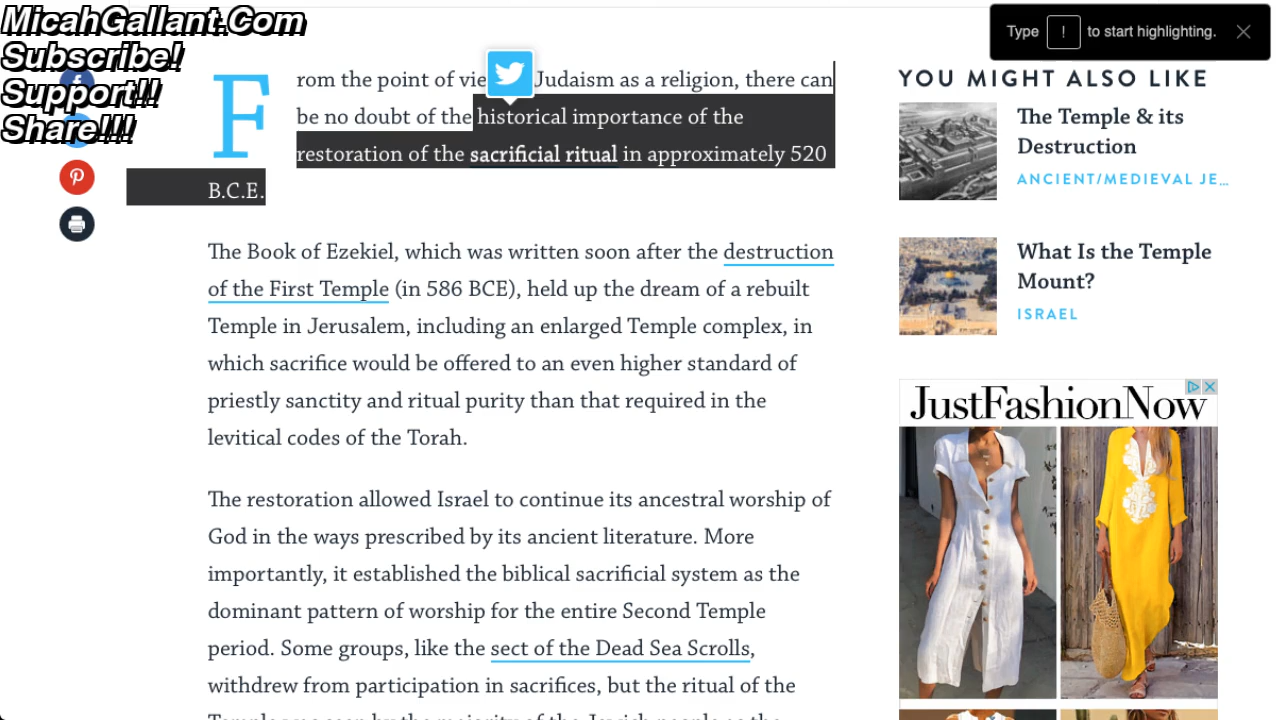 MicahGallant.Com
Subscribe!
Support!!
Share!!!
Type ! to start highlighting.
From the point of vie Judaism as a religion, there can
be no doubt of the historical importance of the
restoration of the sacrificial ritual in approximately 520
B.C.E.
The Book of Ezekiel, which was written soon after the destruction
of the First Temple (in 586 BCE), held up the dream of a rebuilt
Temple in Jerusalem, including an enlarged Temple complex, in
which sacrifice would be offered to an even higher standard of
priestly sanctity and ritual purity than that required in the
levitical codes of the Torah.
The restoration allowed Israel to continue its ancestral worship of
God in the ways prescribed by its ancient literature. More
importantly, it established the biblical sacrificial system as the
dominant pattern of worship for the entire Second Temple
period. Some groups, like the sect of the Dead Sea Scrolls,
withdrew from participation in sacrifices, but the ritual of the
YOU MIGHT ALSO LIKE
The Temple & its
Destruction
ANCIENT/MEDIEVAL JE...
What Is the Temple
Mount?
ISRAEL
JustFashionNow